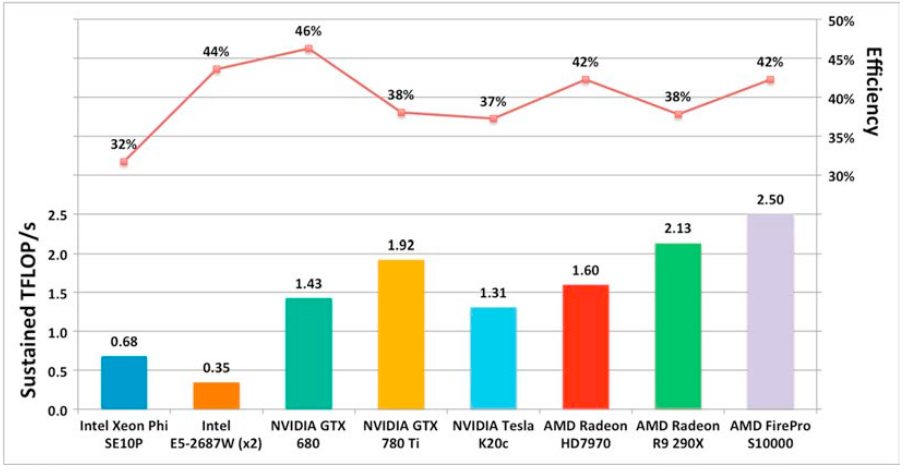 50%
46%
44%
45%
42%
42%
38%
38%
37%
40%
32%
35%
30%
Efficiency
Sustained TFLOP/s
2.5
2.0
1.5
1.0
0.5
0.0
0.68
0.35
1.43
1.92
1.31
1.60
2.13
2.50
Intel Xeon Phi
SE10P
Intel
E5-2687W (x2)
NVIDIA GTX
680
NVIDIA GTX
780 Ti
NVIDIA Tesla
K20c
AMD Radeon
HD7970
AMD Radeon
R9 290X
AMD FirePro
S10000